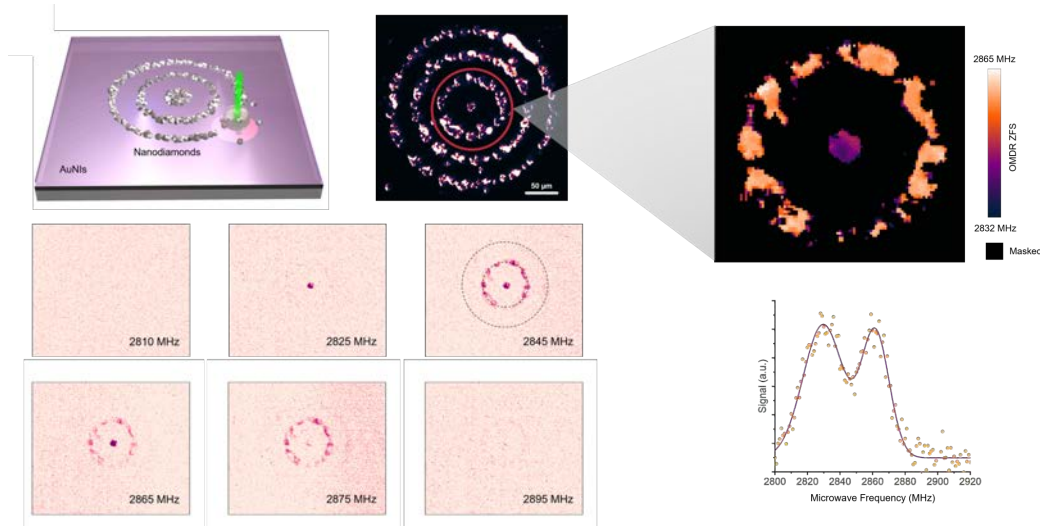 Nanodiamonds
AuNIs
50 µm
2865 MHz
OMDR ZFS
2832 MHz
Masked
2810 MHz
2825 MHz
2845 MHz
2865 MHz
2875 MHz
2895 MHz
Signal (a.u.)
2800 2820 2840 2860 2880 2900 2920
Microwave Frequency (MHz)